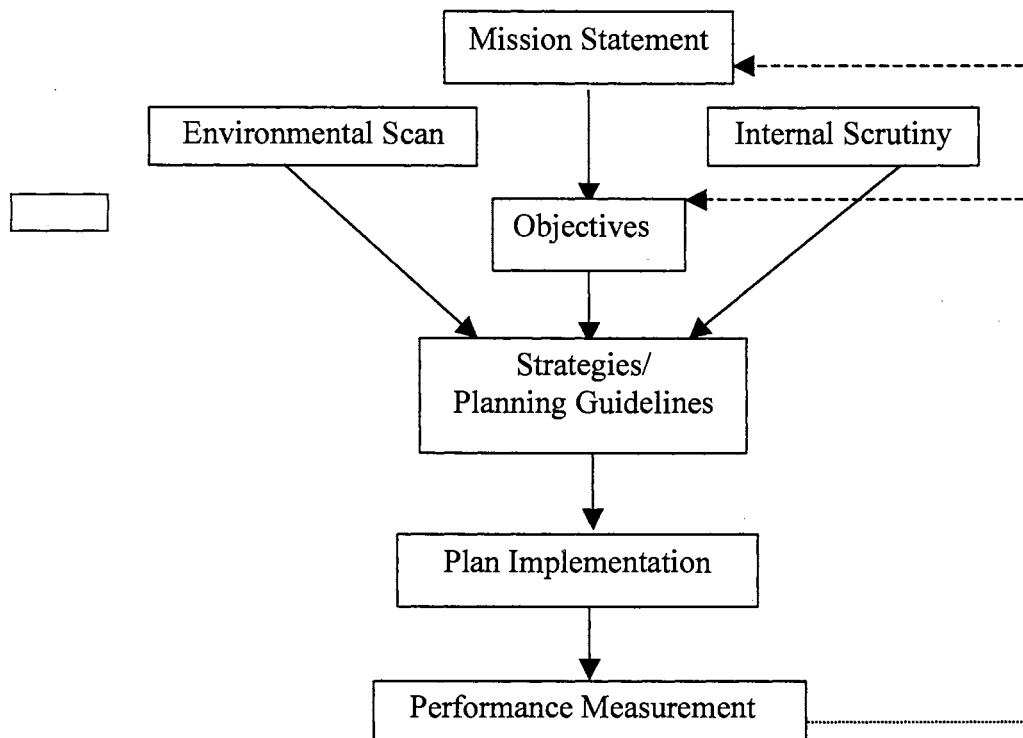 Mission Statement
Environmental Scan
Internal Scrutiny
Objectives
Strategies/
Planning Guidelines
Plan Implementation
Performance Measurement